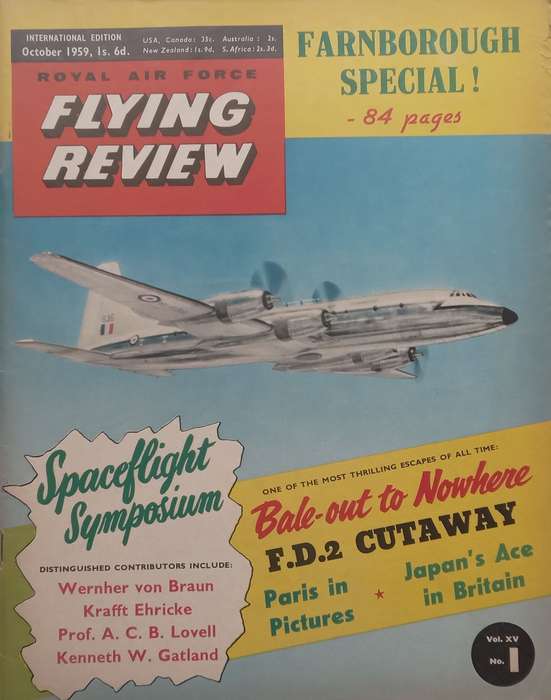 INTERNATIONAL EDITION
October 1959, 1s. 6d.
USA, Canada: 35c. Australia: 2s.
New Zealand: 1s.9d. S. Africa: 2s.3d.
ROYAL AIR FORCE
FLYING
REVIEW
FARNBOROUGH
SPECIAL!
- 84 pages
536
Spaceflight
Symposium
DISTINGUISHED CONTRIBUTORS INCLUDE:
Wernher von Braun
Krafft Ehricke
Prof. A. C. B. Lovell
Kenneth W. Gatland
ONE OF THE MOST THRILLING ESCAPES OF ALL TIME:
Bale-out to Nowhere
F.D.2 CUTAWAY
Paris in
Pictures
★
Japan's Ace
in Britain
Vol. XV
No. 1